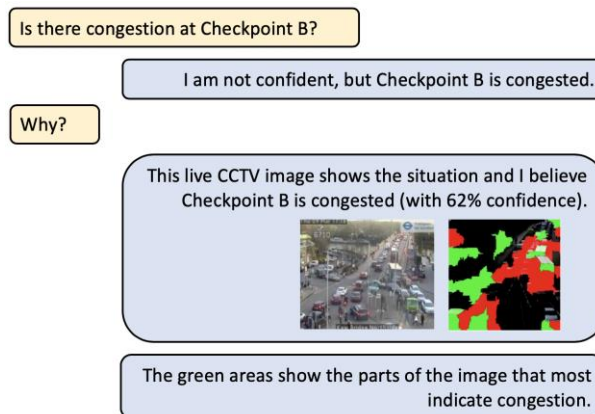 Is there congestion at Checkpoint B?
I am not confident, but Checkpoint B is congested.
Why?
This live CCTV image shows the situation and I believe
Checkpoint B is congested (with 62% confidence).
The green areas show the parts of the image that most
indicate congestion.